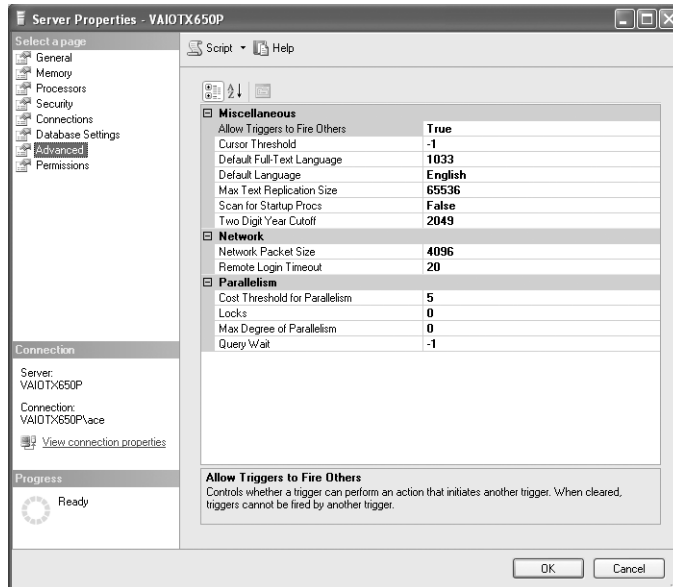 Server Properties - VAIOTX650P
Select a page
General
Memory
Processors
Security
Connections
Database Settings
Advanced
Permissions
Connection
Server:
VAIOTX650P
Connection:
VAIOTX650P\ace
View connection properties
Progress
Ready
Script Help
Miscellaneous
Allow Triggers to Fire Others True
Cursor Threshold -1
Default Full-Text Language 1033
Default Language English
Max Text Replication Size 65536
Scan for Startup Procs False
Two Digit Year Cutoff 2049
Network
Network Packet Size 4096
Remote Login Timeout 20
Parallelism
Cost Threshold for Parallelism 5
Locks 0
Max Degree of Parallelism 0
Query Wait -1
Allow Triggers to Fire Others
Controls whether a trigger can perform an action that initiates another trigger. When cleared,
triggers cannot be fired by another trigger.
OK Cancel